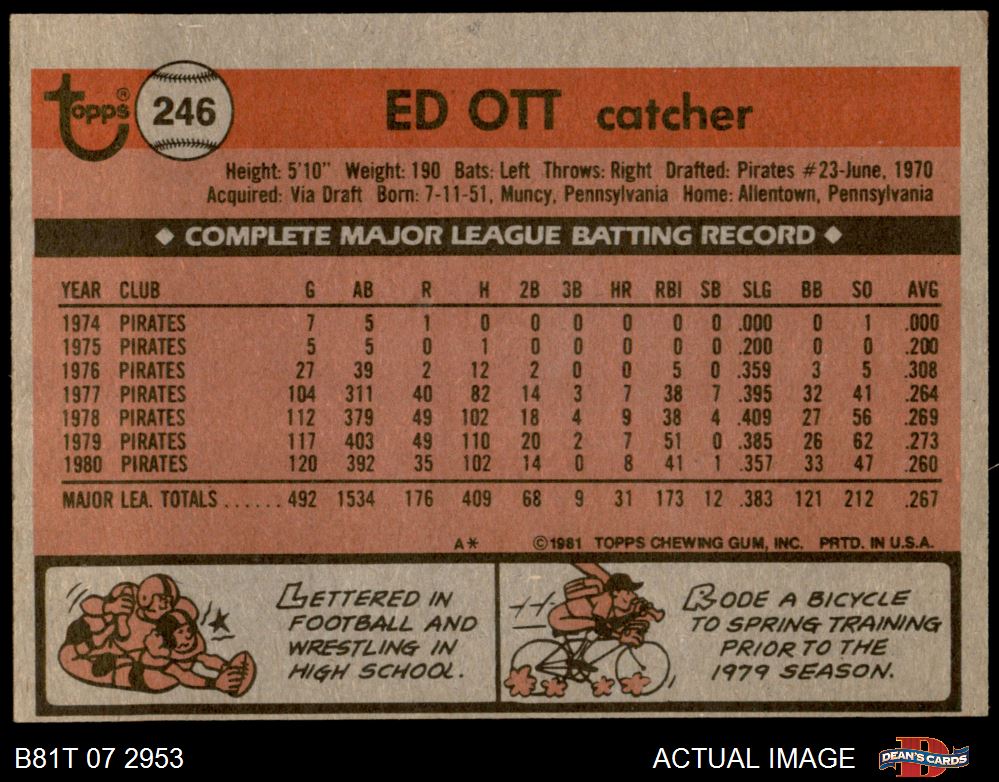 topps® 246 ED OTT catcher
Height: 5'10" Weight: 190 Bats: Left Throws: Right Drafted: Pirates #23-June, 1970
Acquired: Via Draft Born: 7-11-51, Muncy, Pennsylvania Home: Allentown, Pennsylvania
◆ COMPLETE MAJOR LEAGUE BATTING RECORD ◆
YEAR CLUB G AB R H 2B 3B HR RBI SB SLG BB SO AVG
1974 PIRATES 7 5 1 0 0 0 0 0 0 .000 0 1 .000
1975 PIRATES 5 5 0 1 0 0 0 0 0 .200 0 0 .200
1976 PIRATES 27 39 2 12 2 0 0 5 0 .359 3 5 .308
1977 PIRATES 104 311 40 82 14 3 7 38 7 .395 32 41 .264
1978 PIRATES 112 379 49 102 18 4 9 38 4 .409 27 56 .269
1979 PIRATES 117 403 49 110 20 2 7 51 0 .385 26 62 .273
1980 PIRATES 120 392 35 102 14 0 8 41 1 .357 33 47 .260
MAJOR LEA. TOTALS ...... 492 1534 176 409 68 9 31 173 12 .383 121 212 .267
A* ©1981 TOPPS CHEWING GUM, INC. PRTD. IN U.S.A.
LETTERED IN
FOOTBALL AND
WRESTLING IN
HIGH SCHOOL.
RODE A BICYCLE
TO SPRING TRAINING
PRIOR TO THE
1979 SEASON.
B81T 07 2953 ACTUAL IMAGE DEAN'S CARDS